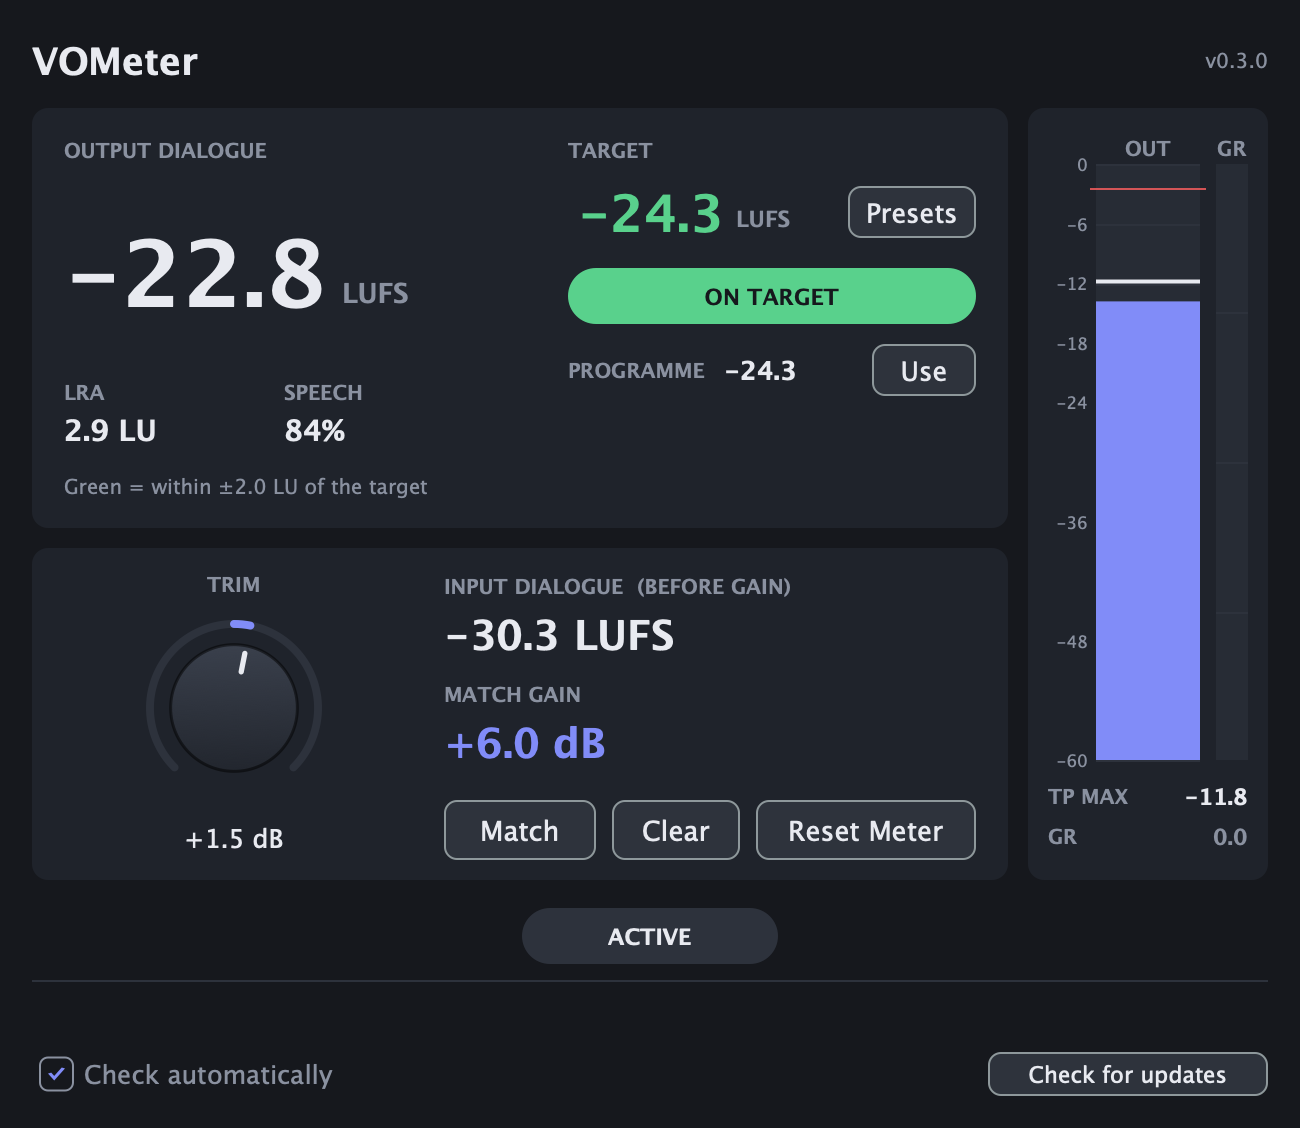 VOMeter
v0.3.0
OUTPUT DIALOGUE
−22.8 LUFS
LRA
2.9 LU
SPEECH
84%
Green = within ±2.0 LU of the target
TARGET
−24.3 LUFS
Presets
ON TARGET
PROGRAMME −24.3
Use
OUT
GR
0
−6
−12
−18
−24
−36
−48
−60
TP MAX −11.8
GR 0.0
TRIM
+1.5 dB
INPUT DIALOGUE (BEFORE GAIN)
−30.3 LUFS
MATCH GAIN
+6.0 dB
Match
Clear
Reset Meter
ACTIVE
Check automatically
Check for updates